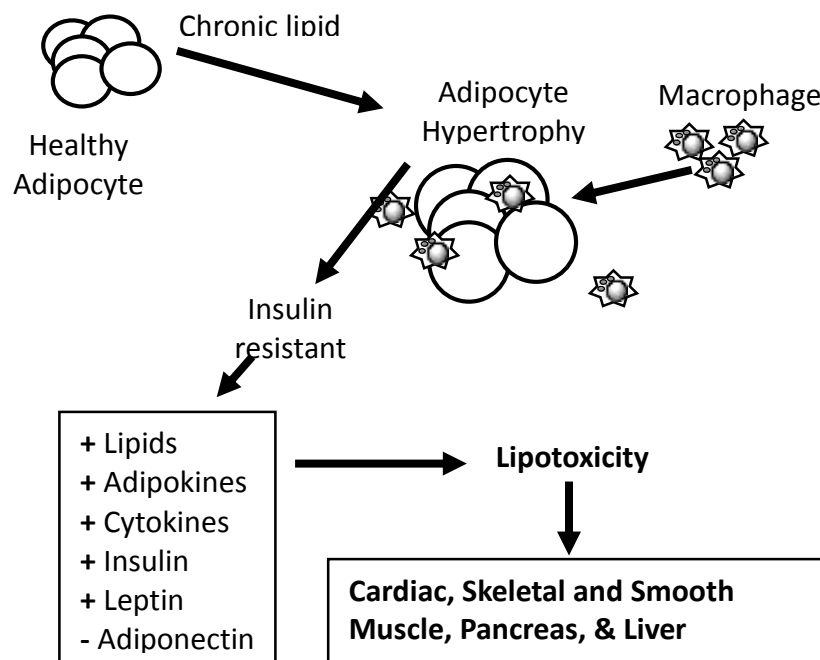 Chronic lipid
Healthy
Adipocyte
Adipocyte
Hypertrophy
Macrophage
Insulin
resistant
+ Lipids
+ Adipokines
+ Cytokines
+ Insulin
+ Leptin
- Adiponectin
Lipotoxicity
Cardiac, Skeletal and Smooth
Muscle, Pancreas, & Liver